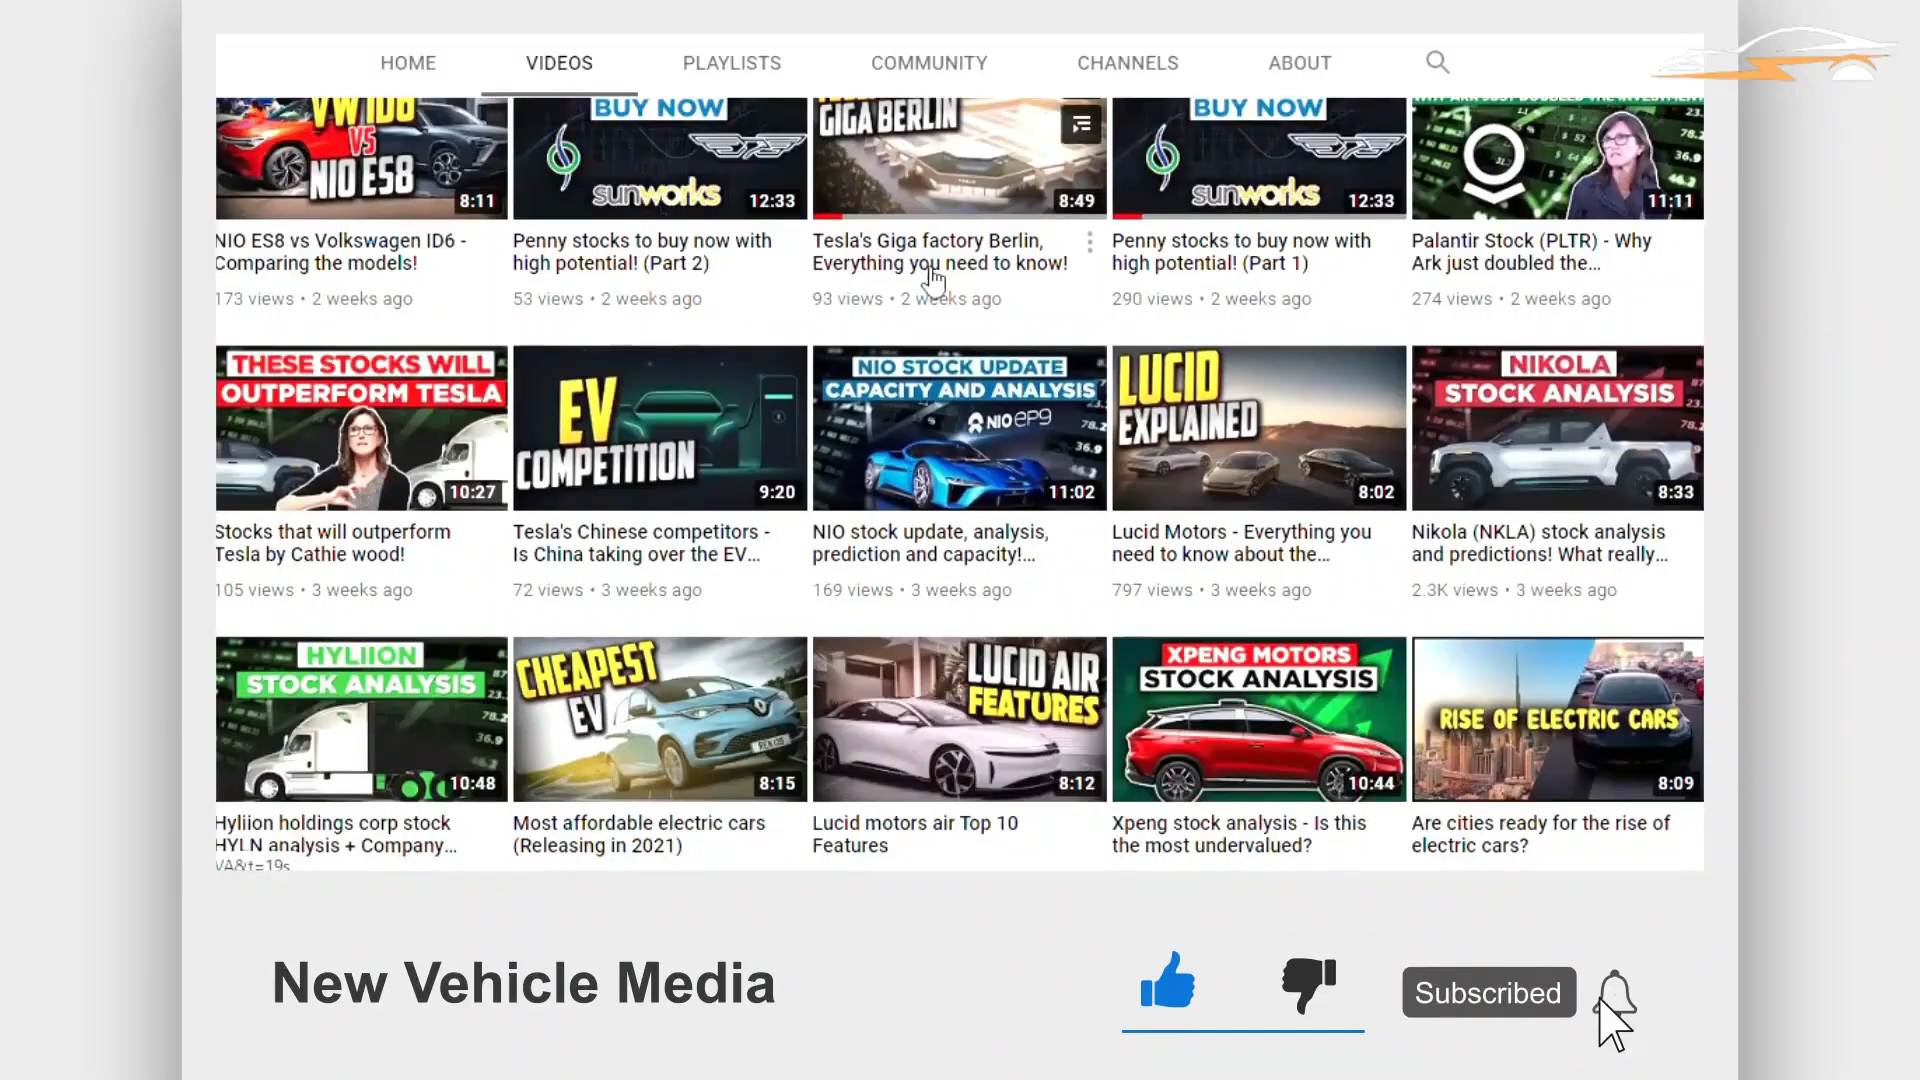 HOME VIDEOS PLAYLISTS COMMUNITY CHANNELS ABOUT
VW ID6
VS
NIO ES8
8:11
BUY NOW
sunworks
12:33
GIGA BERLIN
8:49
BUY NOW
sunworks
12:33
11:11
NIO ES8 vs Volkswagen ID6 -
Comparing the models!
173 views • 2 weeks ago
Penny stocks to buy now with
high potential! (Part 2)
53 views • 2 weeks ago
Tesla's Giga factory Berlin,
Everything you need to know!
93 views • 2 weeks ago
Penny stocks to buy now with
high potential! (Part 1)
290 views • 2 weeks ago
Palantir Stock (PLTR) - Why
Ark just doubled the...
274 views • 2 weeks ago
THESE STOCKS WILL
OUTPERFORM TESLA
10:27
EV
COMPETITION
9:20
NIO STOCK UPDATE
CAPACITY AND ANALYSIS
NIO EP9
11:02
LUCID
EXPLAINED
8:02
NIKOLA
STOCK ANALYSIS
8:33
Stocks that will outperform
Tesla by Cathie wood!
105 views • 3 weeks ago
Tesla's Chinese competitors -
Is China taking over the EV...
72 views • 3 weeks ago
NIO stock update, analysis,
prediction and capacity!...
169 views • 3 weeks ago
Lucid Motors - Everything you
need to know about the...
797 views • 3 weeks ago
Nikola (NKLA) stock analysis
and predictions! What really...
2.3K views • 3 weeks ago
HYLIION
STOCK ANALYSIS
10:48
CHEAPEST
EV
8:15
LUCID AIR
FEATURES
8:12
XPENG MOTORS
STOCK ANALYSIS
10:44
RISE OF ELECTRIC CARS
8:09
Hyliion holdings corp stock
HYLN analysis + Company...
VA&t=19s
Most affordable electric cars
(Releasing in 2021)
Lucid motors air Top 10
Features
Xpeng stock analysis - Is this
the most undervalued?
Are cities ready for the rise of
electric cars?
New Vehicle Media
Subscribed